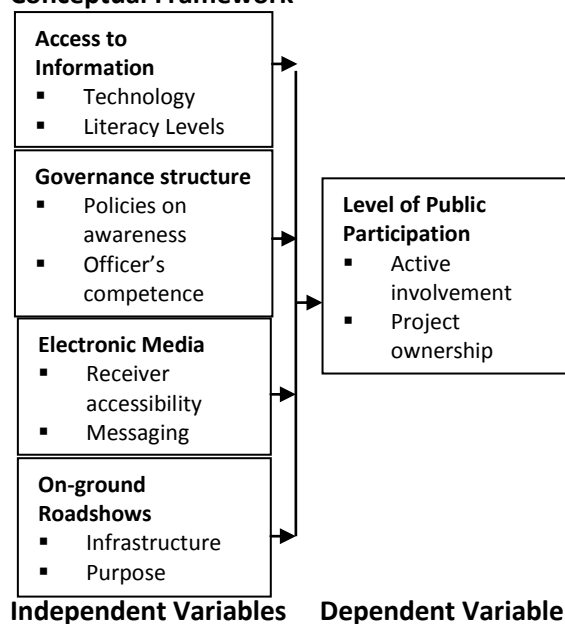 Conceptual Framework
Access to
Information
▪ Technology
▪ Literacy Levels
Governance structure
▪ Policies on
awareness
▪ Officer's
competence
Electronic Media
▪ Receiver
accessibility
▪ Messaging
On-ground
Roadshows
▪ Infrastructure
▪ Purpose
Level of Public
Participation
▪ Active
involvement
▪ Project
ownership
Independent Variables
Dependent Variable